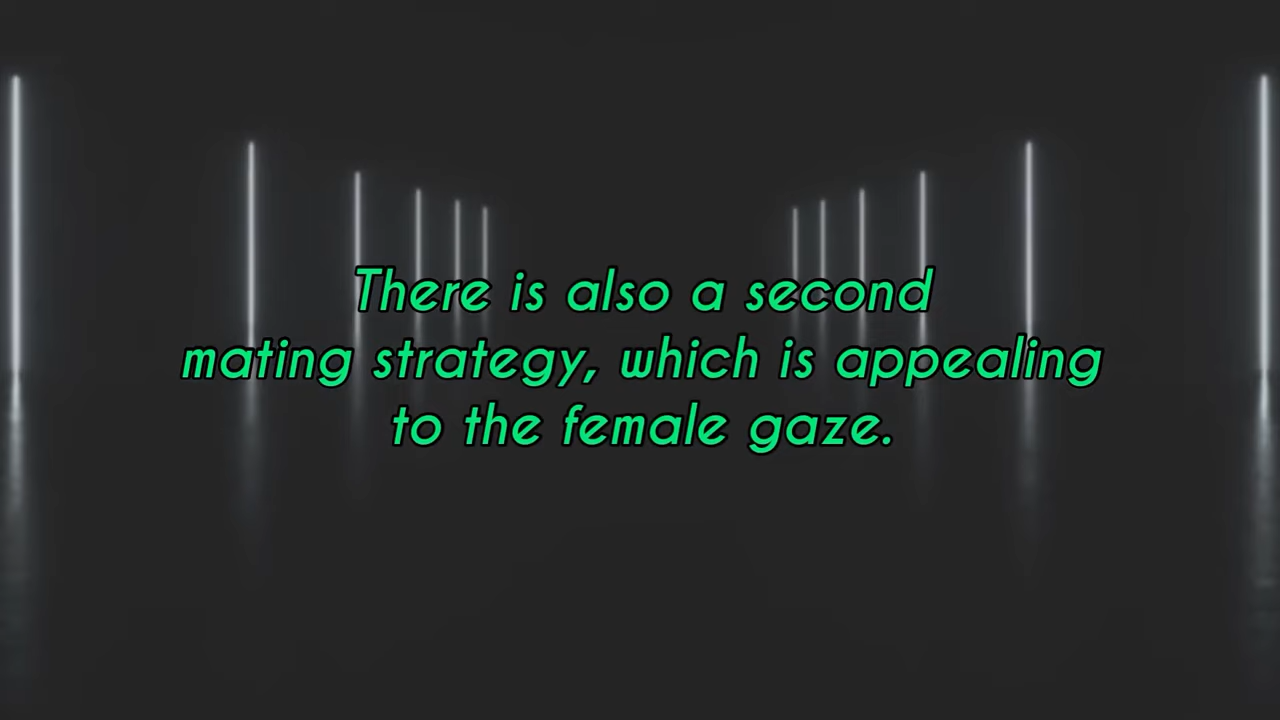 There is also a second
mating strategy, which is appealing
to the female gaze.